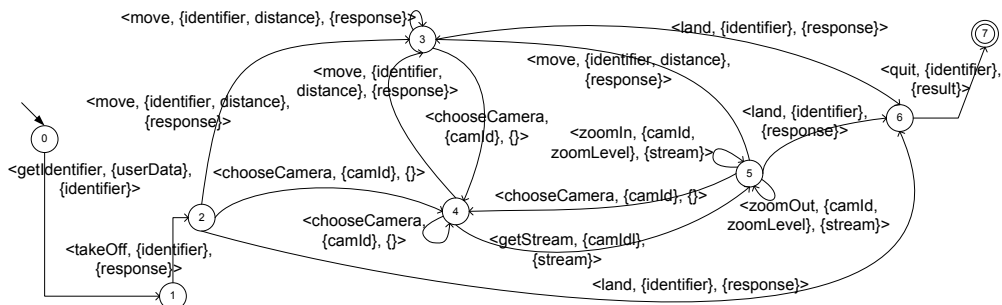 <move, {identifier, distance}, {response}>
3
<land, {identifier}, {response}>
7
<move, {identifier,
distance}, {response}>
<move, {identifier, distance},
{response}>
<quit, {identifier},
{result}>
<move, {identifier, distance},
{response}>
<chooseCamera,
{camId}, {}>
<zoomIn, {camId,
zoomLevel}, {stream}>
<land, {identifier},
{response}>
6
0
<getIdentifier, {userData},
{identifier}>
<chooseCamera, {camId}, {}>
5
<chooseCamera, {camId}, {}>
2
4
<chooseCamera,
{camId}, {}>
<zoomOut, {camId,
zoomLevel}, {stream}>
<takeOff, {identifier},
{response}>
<getStream, {camIdl},
{stream}>
<land, {identifier}, {response}>
1